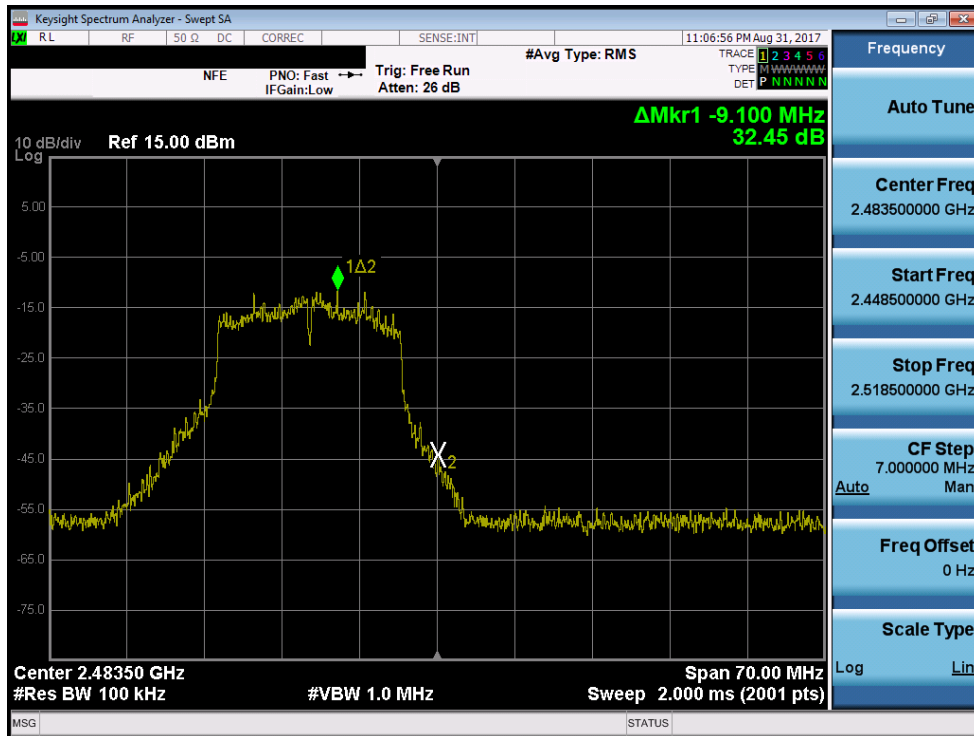 Keysight Spectrum Analyzer - Swept SA
LXI RL RF 50 Ω DC CORREC SENSE:INT 11:06:56 PM Aug 31, 2017
NFE PNO: Fast Trig: Free Run #Avg Type: RMS TRACE 1 2 3 4 5 6
IFGain:Low Atten: 26 dB TYPE M W W W W W
DET P N N N N N
ΔMkr1 -9.100 MHz
32.45 dB
10 dB/div Ref 15.00 dBm
Log
5.00
-5.00
-15.0
-25.0
-35.0
-45.0
-55.0
-65.0
-75.0
1Δ2
2
Center 2.48350 GHz Span 70.00 MHz
#Res BW 100 kHz #VBW 1.0 MHz Sweep 2.000 ms (2001 pts)
MSG STATUS
Frequency
Auto Tune
Center Freq
2.483500000 GHz
Start Freq
2.448500000 GHz
Stop Freq
2.518500000 GHz
CF Step
7.000000 MHz
Auto Man
Freq Offset
0 Hz
Scale Type
Log Lin